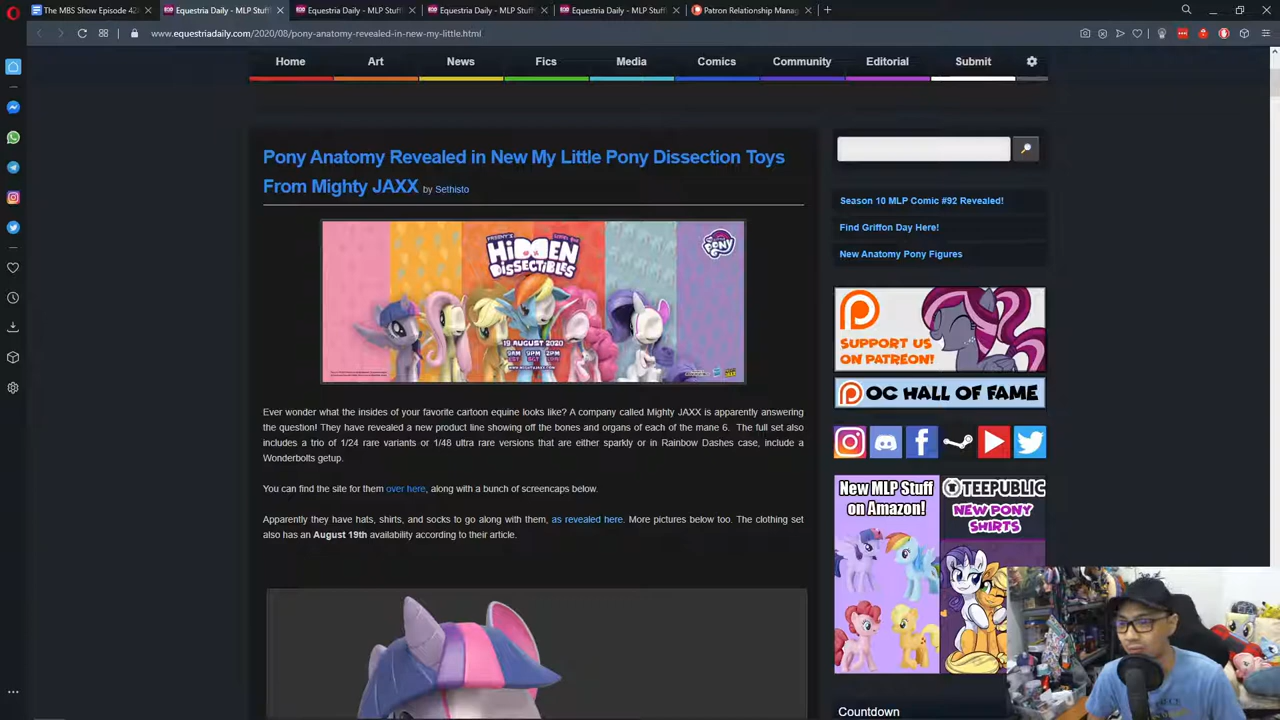 The MBS Show Episode 42
Equestria Daily - MLP Stuf
Equestria Daily - MLP Stuff
Equestria Daily - MLP Stuff
Equestria Daily - MLP Stuff
Patron Relationship Manag
www.equestriadaily.com/2020/08/pony-anatomy-revealed-in-new-my-little.html
Home
Art
News
Fics
Media
Comics
Community
Editorial
Submit
Pony Anatomy Revealed in New My Little Pony Dissection Toys
From Mighty JAXX by Sethisto
HIDDEN
DISSECTIBLES
PONY
19 AUGUST 2020
Ever wonder what the insides of your favorite cartoon equine looks like? A company called Mighty JAXX is apparently answering
the question! They have revealed a new product line showing off the bones and organs of each of the mane 6. The full set also
includes a trio of 1/24 rare variants or 1/48 ultra rare versions that are either sparkly or in Rainbow Dashes case, include a
Wonderbolts getup.
You can find the site for them over here, along with a bunch of screencaps below.
Apparently they have hats, shirts, and socks to go along with them, as revealed here. More pictures below too. The clothing set
also has an August 19th availability according to their article.
Season 10 MLP Comic #92 Revealed!
Find Griffon Day Here!
New Anatomy Pony Figures
SUPPORT US
ON PATREON!
OC HALL OF FAME
New MLP Stuff
on Amazon!
TEEPUBLIC
NEW PONY
SHIRTS
Countdown